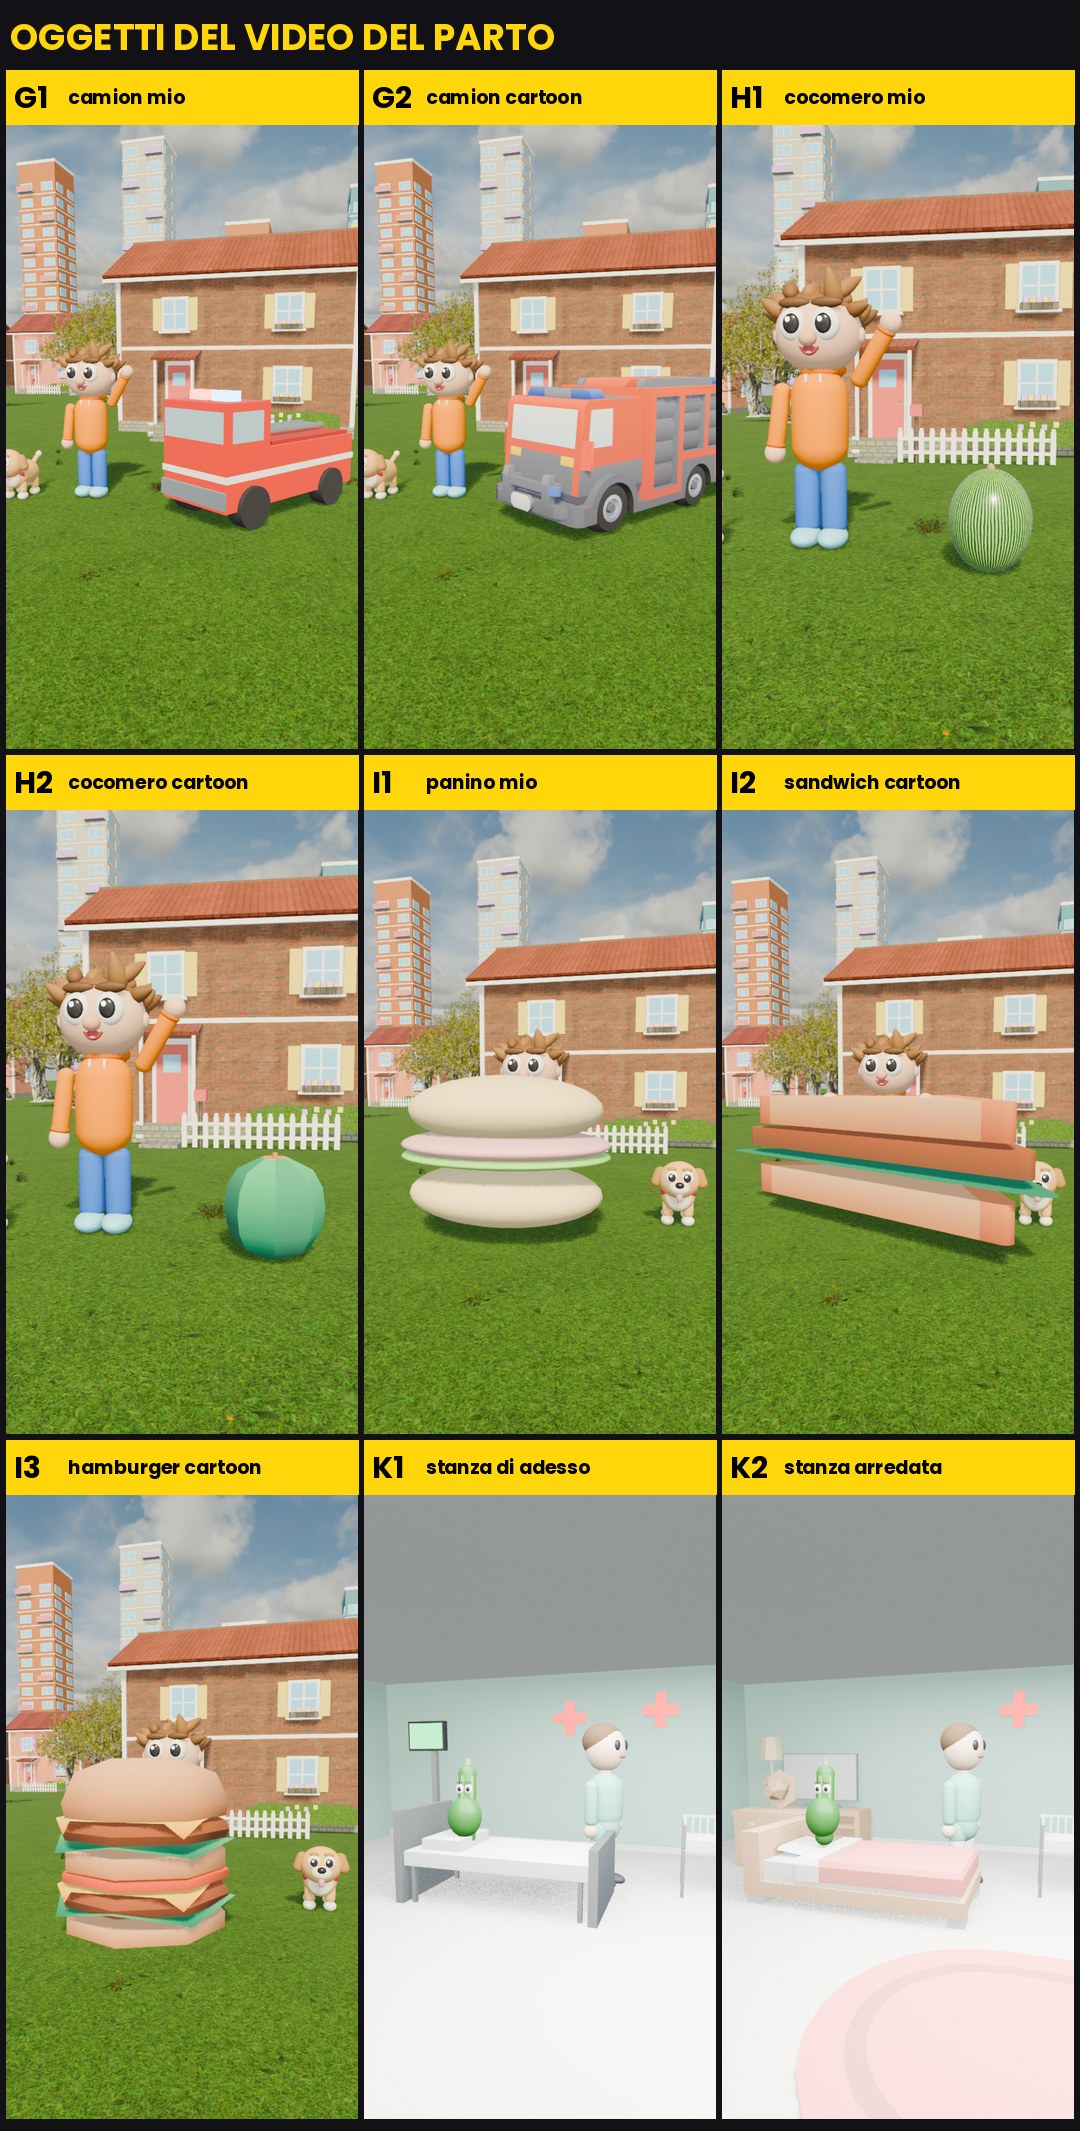 OGGETTI DEL VIDEO DEL PARTO
G1 camion mio
G2 camion cartoon
H1 cocomero mio
H2 cocomero cartoon
I1 panino mio
I2 sandwich cartoon
I3 hamburger cartoon
K1 stanza di adesso
K2 stanza arredata